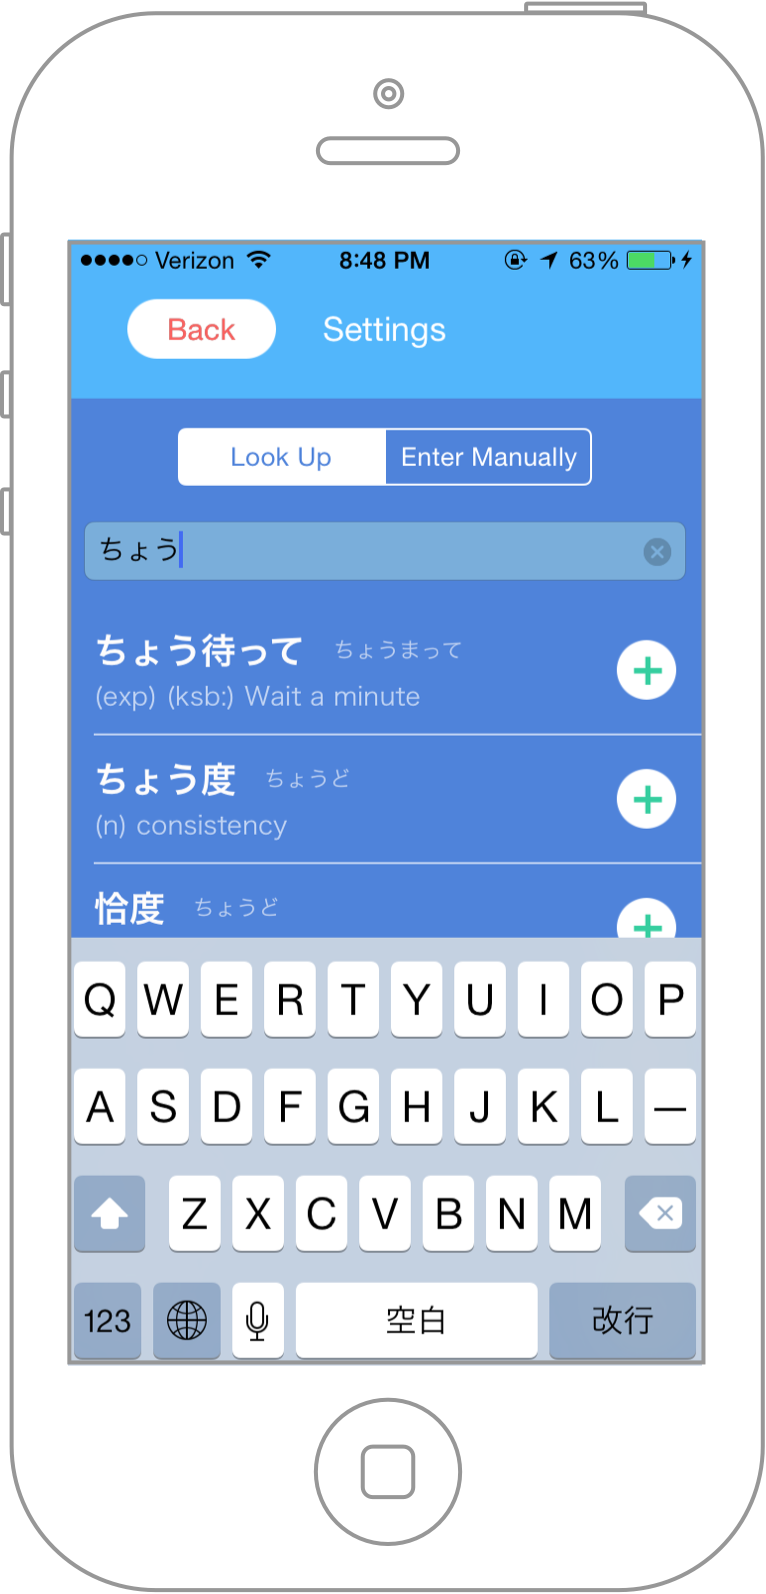 Verizon 8:48 PM 63%
Back Settings
Look Up Enter Manually
ちょう
ちょう待って ちょうまって
(exp) (ksb:) Wait a minute
ちょう度 ちょうど
(n) consistency
恰度 ちょうど
Q W E R T Y U I O P
A S D F G H J K L ー
Z X C V B N M
123 空白 改行